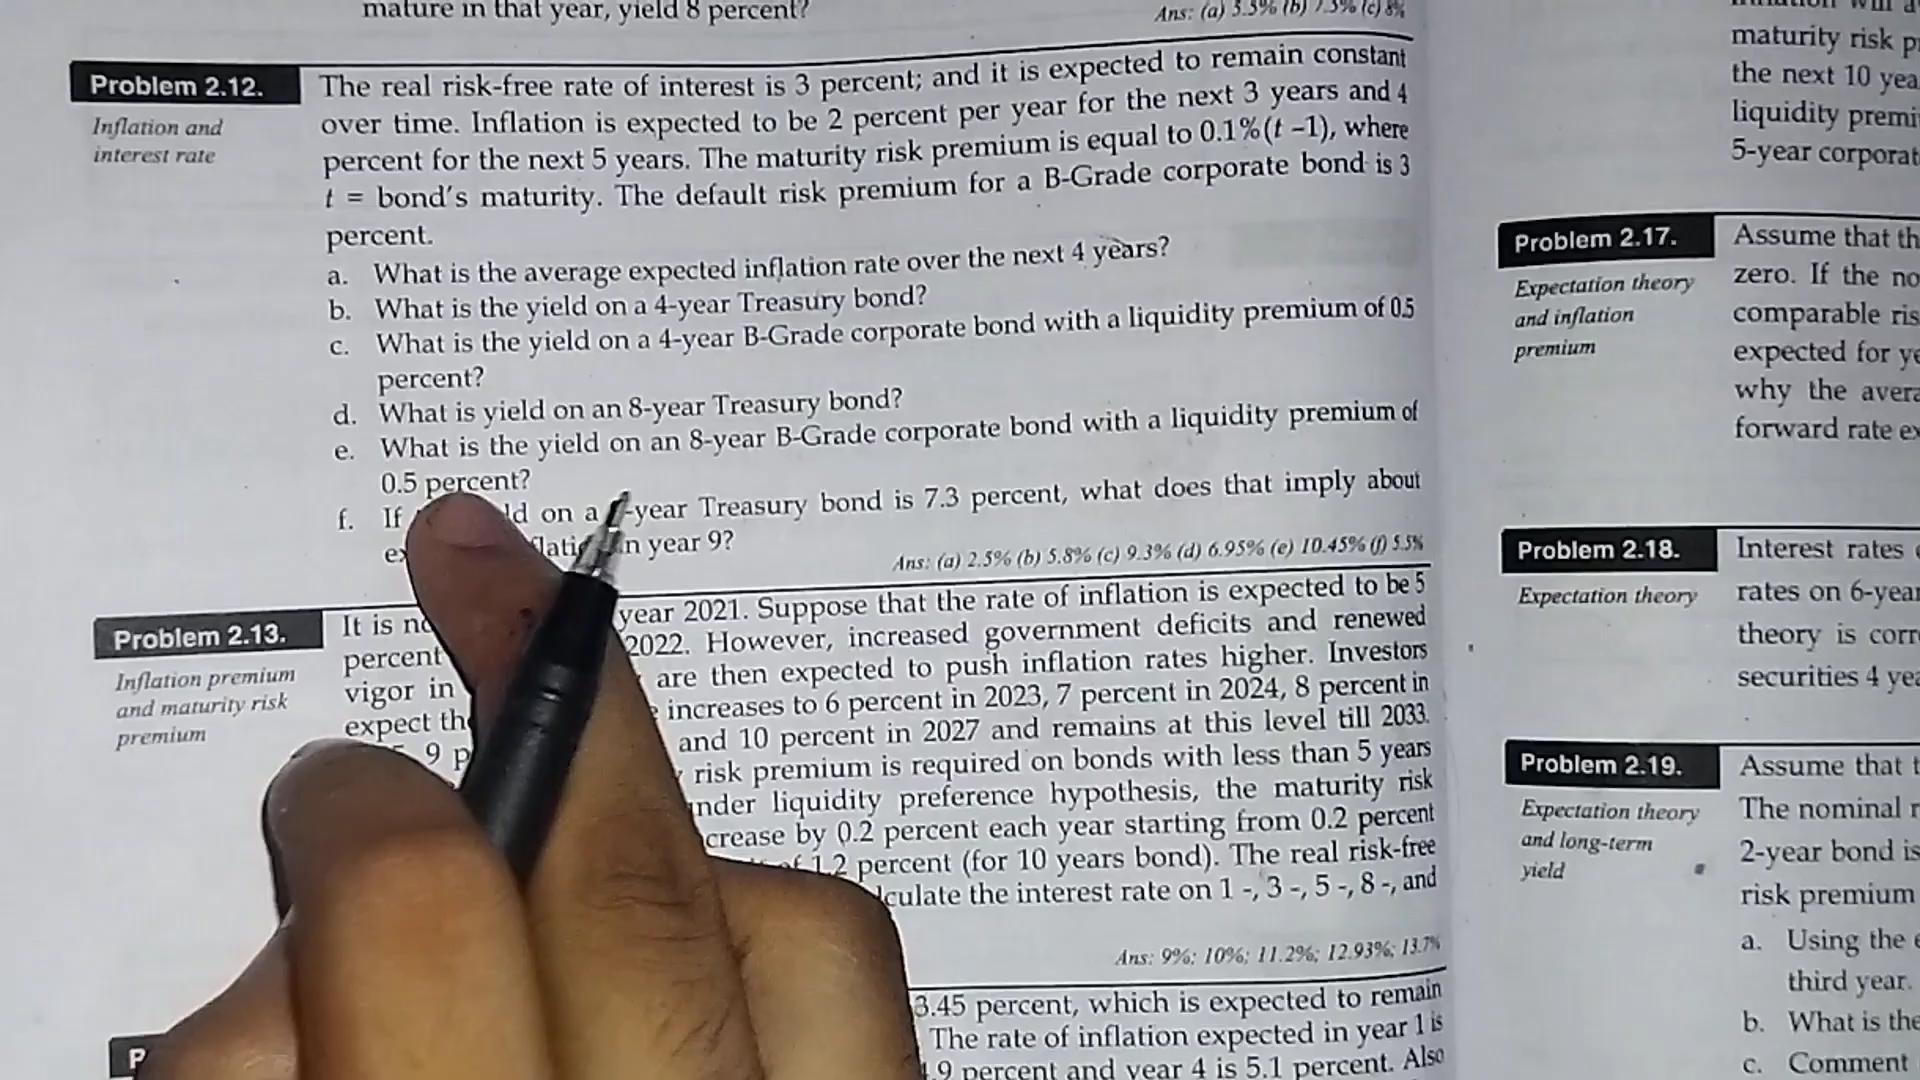 mature in that year, yield 8 percent?
Ans: (a) 3.5% (b) 7.5% (c) 8%
Problem 2.12.
Inflation and
interest rate
The real risk-free rate of interest is 3 percent; and it is expected to remain constant
over time. Inflation is expected to be 2 percent per year for the next 3 years and 4
percent for the next 5 years. The maturity risk premium is equal to 0.1%(t –1), where
t = bond's maturity. The default risk premium for a B-Grade corporate bond is 3
percent.
a. What is the average expected inflation rate over the next 4 years?
b. What is the yield on a 4-year Treasury bond?
c. What is the yield on a 4-year B-Grade corporate bond with a liquidity premium of 0.5
percent?
d. What is yield on an 8-year Treasury bond?
e. What is the yield on an 8-year B-Grade corporate bond with a liquidity premium of
0.5 percent?
f. If ld on a -year Treasury bond is 7.3 percent, what does that imply about
ex flati n year 9?
Ans: (a) 2.5% (b) 5.8% (c) 9.3% (d) 6.95% (e) 10.45% (f) 5.5%
Problem 2.13.
Inflation premium
and maturity risk
premium
It is no year 2021. Suppose that the rate of inflation is expected to be 5
percent 2022. However, increased government deficits and renewed
vigor in are then expected to push inflation rates higher. Investors
expect the increases to 6 percent in 2023, 7 percent in 2024, 8 percent in
9 p and 10 percent in 2027 and remains at this level till 2033.
risk premium is required on bonds with less than 5 years
nder liquidity preference hypothesis, the maturity risk
crease by 0.2 percent each year starting from 0.2 percent
of 1.2 percent (for 10 years bond). The real risk-free
culate the interest rate on 1 -, 3 -, 5 -, 8 -, and
Ans: 9%; 10%; 11.2%; 12.93%; 13.7%
P
3.45 percent, which is expected to remain
The rate of inflation expected in year 1 is
.9 percent and year 4 is 5.1 percent. Also
maturity risk p
the next 10 yea
liquidity premi
5-year corporat
Problem 2.17.
Expectation theory
and inflation
premium
Assume that th
zero. If the no
comparable ris
expected for ye
why the avera
forward rate ex
Problem 2.18.
Expectation theory
Interest rates
rates on 6-year
theory is corr
securities 4 yea
Problem 2.19.
Expectation theory
and long-term
yield
Assume that t
The nominal r
2-year bond is
risk premium
a. Using the e
third year.
b. What is the
c. Comment